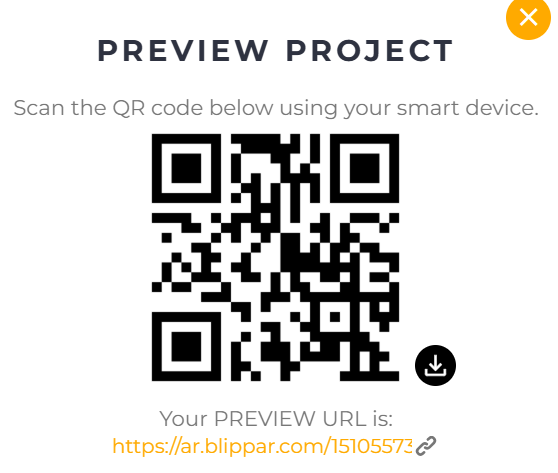 PREVIEW PROJECT
Scan the QR code below using your smart device.
Your PREVIEW URL is:
https://ar.blippar.com/15105573